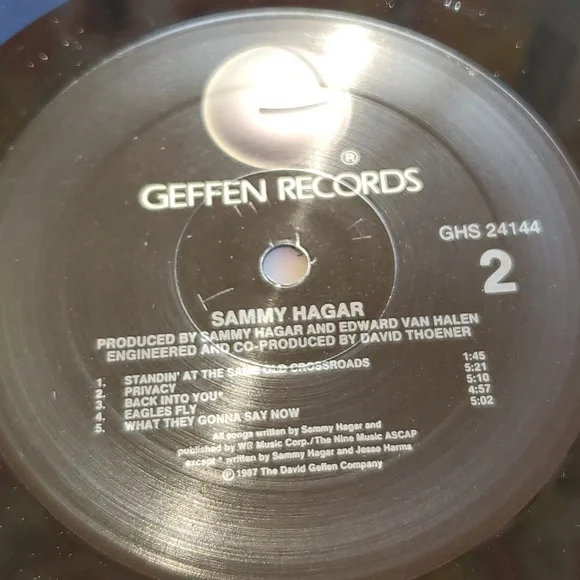 ®
GEFFEN RECORDS
GHS 24144
2
SAMMY HAGAR
PRODUCED BY SAMMY HAGAR AND EDWARD VAN HALEN
ENGINEERED AND CO-PRODUCED BY DAVID THOENER
1. STANDIN' AT THE SAME OLD CROSSROADS 1:45
2. PRIVACY 5:21
3. BACK INTO YOU* 5:10
4. EAGLES FLY 4:57
5. WHAT THEY GONNA SAY NOW 5:02
All songs written by Sammy Hagar and
published by WB Music Corp./The Nine Music ASCAP
except * written by Sammy Hagar and Jesse Harms
℗ 1987 The David Geffen Company